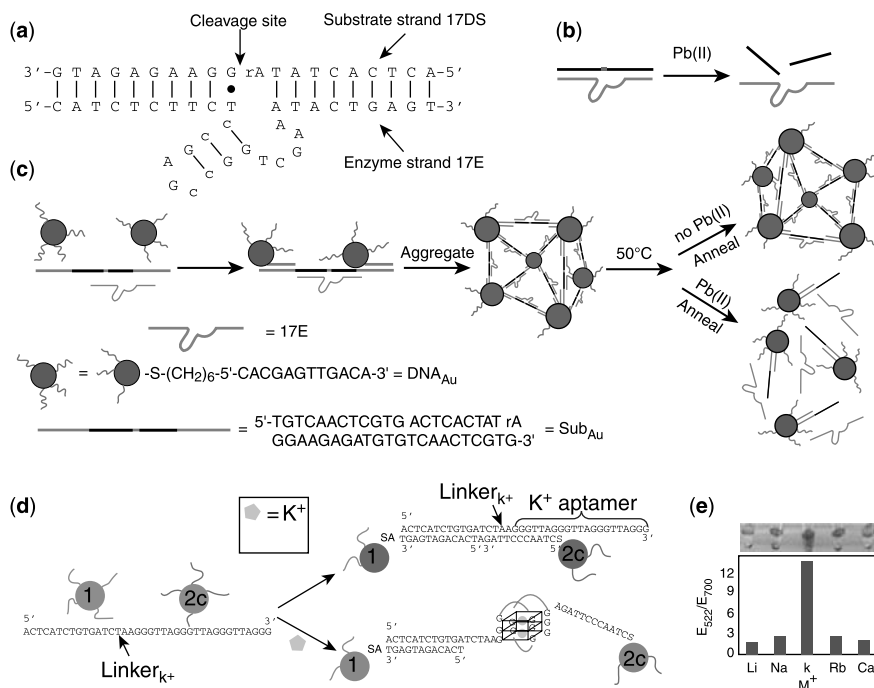 (a)
Cleavage site
Substrate strand 17DS
3′-G T A G A G A A G G rA T A T C A C T C A-5′
5′-C A T C T C T T C T A T A C T A G A G T-3′
C A
C G A
A C G T C G
G C
Enzyme strand 17E
(b)
Pb(II)
(c)
Aggregate
50°C
no Pb(II)
Anneal
Pb(II)
Anneal
= 17E
= -S-(CH2)6-5'-CACGAGTTGACA-3' = DNAAu
= 5'-TGTCAACTCGTG ACTCACTAT rA
GGAAGAGATGTGTCAACTCGTG-3' = SubAu
(d)
= K+
1
2c
5′ 3′
ACTCATCTGTGATCTAAGGGTTAGGGTTAGGGTTAGGG
Linkerk+
Linkerk+
K+ aptamer
5′
ACTCATCTGTGATCTAAGGGTTAGGGTTAGGGTTAGGG
SA TGAGTAGACACTAGATTCCCAATCS
3′ 5′3′ 5′ 3′
1
2c
5′
ACTCATCTGTGATCTAAG
SA TGAGTAGACACT
3′ 5′
G G G G G
AGATTCCCAATCS
1
2c
(e)
E522/E700
12
9
6
3
0
Li Na k Rb Ca
M+